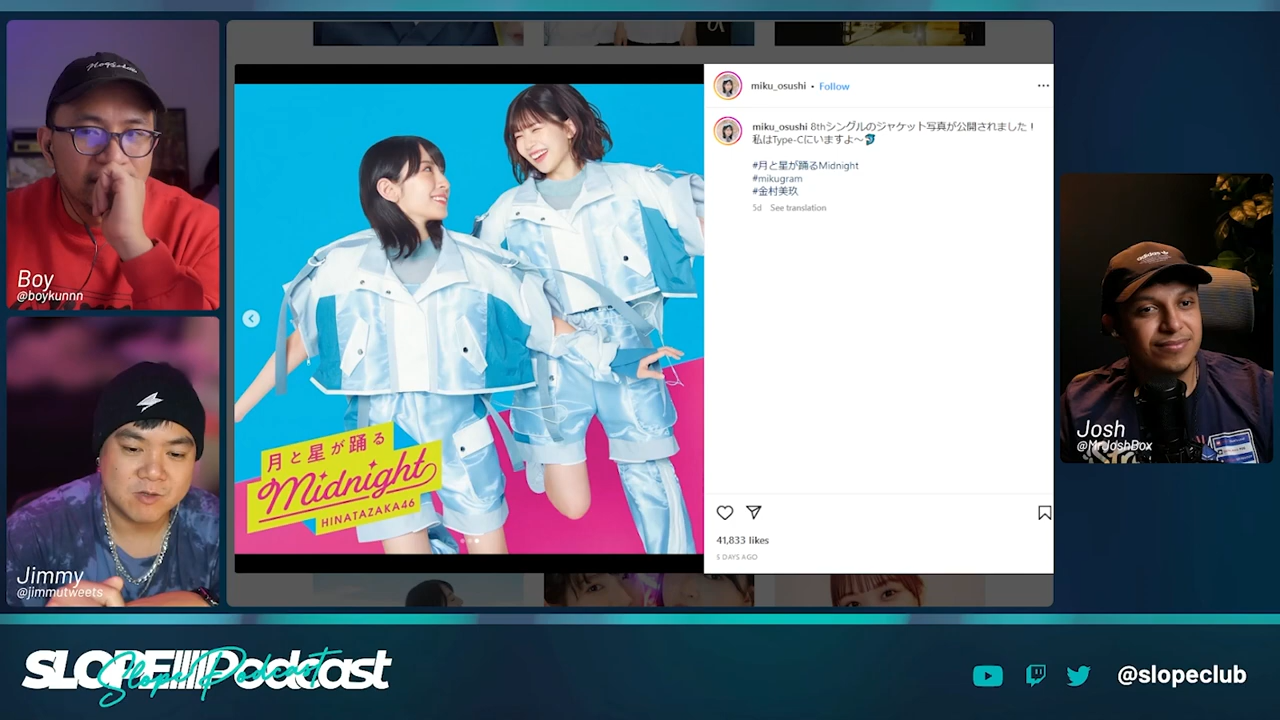 Boy
@boykunnn
Jimmy
@jimmutweets
月と星が踊る
Midnight
HINATAZAKA46
miku_osushi • Follow
miku_osushi 8thシングルのジャケット写真が公開されました！
私はType-Cにいますよ〜
#月と星が踊るMidnight
#mikugram
#金村美玖
5d See translation
41,833 likes
5 DAYS AGO
adidas
Josh
@MrJoshBox
SLOPE Podcast
Slope Podcast
@slopeclub